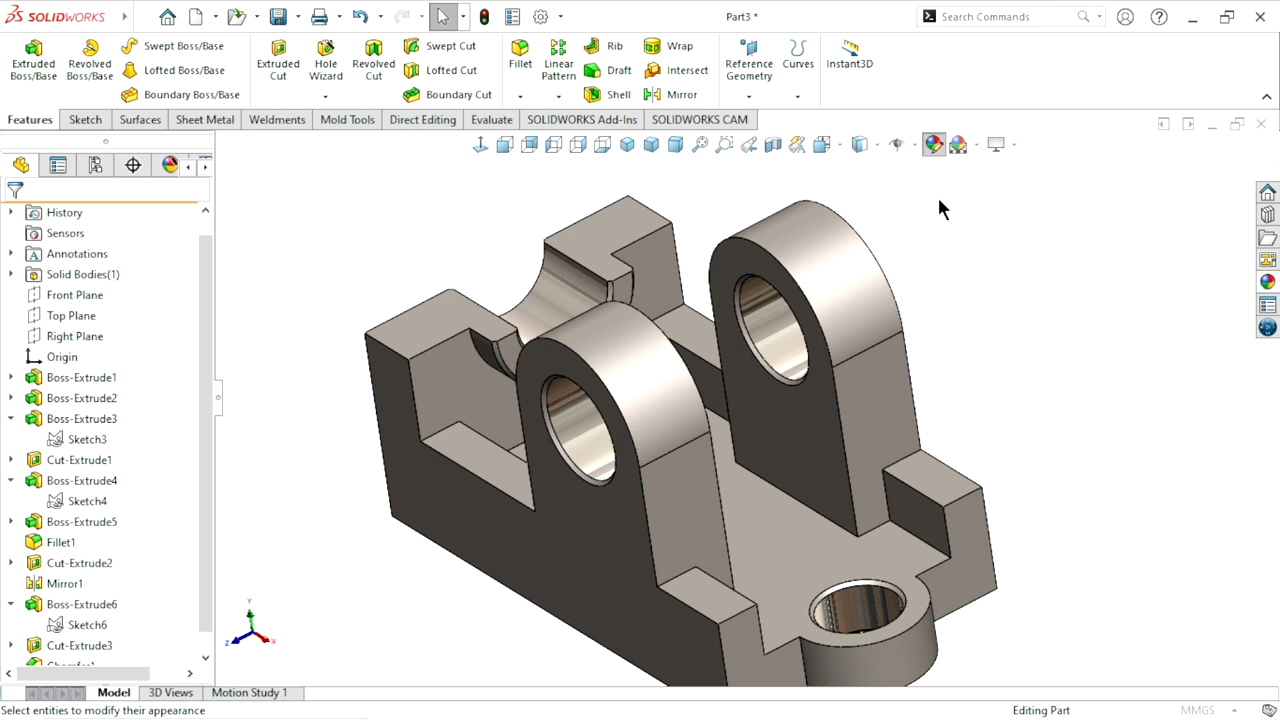 SOLIDWORKS
Part3 *
Search Commands
Extruded Boss/Base
Revolved Boss/Base
Swept Boss/Base
Lofted Boss/Base
Boundary Boss/Base
Extruded Cut
Hole Wizard
Revolved Cut
Swept Cut
Lofted Cut
Boundary Cut
Fillet
Linear Pattern
Rib
Draft
Shell
Wrap
Intersect
Mirror
Reference Geometry
Curves
Instant3D
Features
Sketch
Surfaces
Sheet Metal
Weldments
Mold Tools
Direct Editing
Evaluate
SOLIDWORKS Add-Ins
SOLIDWORKS CAM
History
Sensors
Annotations
Solid Bodies(1)
Front Plane
Top Plane
Right Plane
Origin
Boss-Extrude1
Boss-Extrude2
Boss-Extrude3
Sketch3
Cut-Extrude1
Boss-Extrude4
Sketch4
Boss-Extrude5
Fillet1
Cut-Extrude2
Mirror1
Boss-Extrude6
Sketch6
Cut-Extrude3
Chamfer1
Y
Z
X
Model
3D Views
Motion Study 1
Select entities to modify their appearance
Editing Part
MMGS